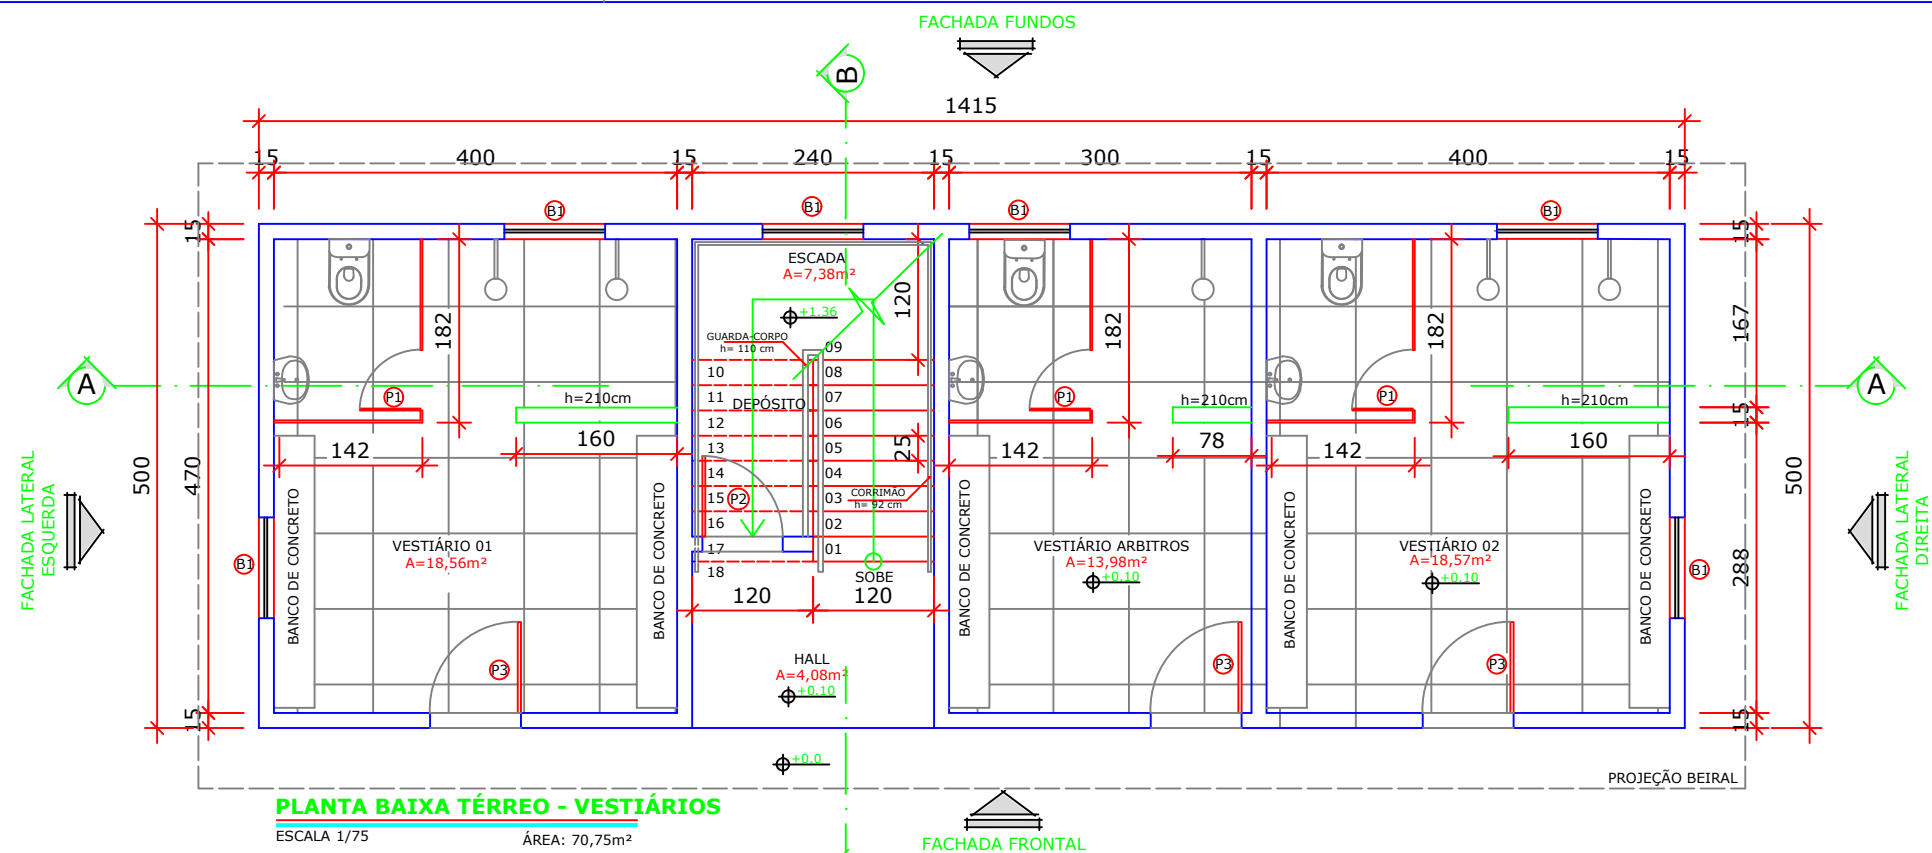 FACHADA FUNDOS
B
1415
15
400
15
240
15
300
15
400
15
B1
B1
B1
B1
15
15
ESCADA
A=7,38m²
+1.36
120
182
182
182
167
GUARDA-CORPO
h= 110 cm
09
10
08
11
07
12
06
13
05
14
04
15
03
16
02
17
01
18
DEPÓSITO
25
CORRIMÃO
h= 92 cm
P2
SOBE
A
A
P1
P1
P1
h=210cm
h=210cm
h=210cm
15
142
160
142
78
142
160
500
470
500
288
FACHADA LATERAL
ESQUERDA
FACHADA LATERAL
DIREITA
B1
B1
BANCO DE CONCRETO
BANCO DE CONCRETO
BANCO DE CONCRETO
BANCO DE CONCRETO
BANCO DE CONCRETO
VESTIÁRIO 01
A=18,56m²
VESTIÁRIO ARBITROS
A=13,98m²
+0.10
VESTIÁRIO 02
A=18,57m²
+0.10
120
120
HALL
A=4,08m²
+0.10
P3
P3
P3
15
15
+0.0
PROJEÇÃO BEIRAL
PLANTA BAIXA TÉRREO - VESTIÁRIOS
ESCALA 1/75
ÁREA: 70,75m²
FACHADA FRONTAL